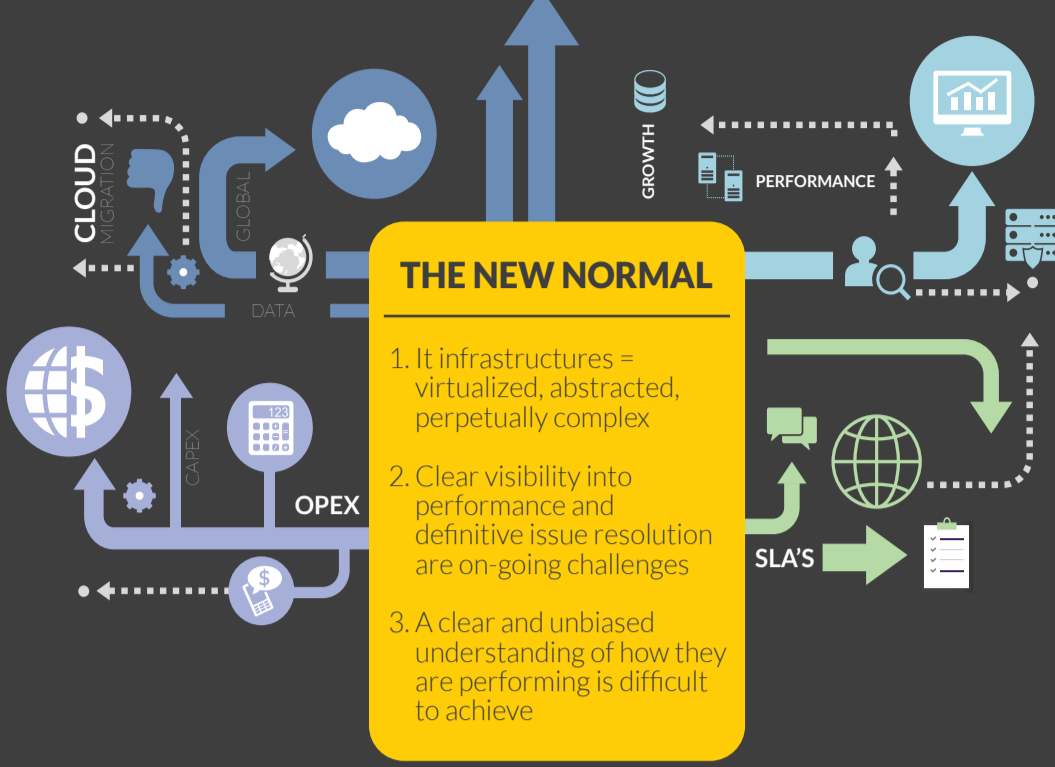 CLOUD
MIGRATION
GLOBAL
DATA
GROWTH
PERFORMANCE
THE NEW NORMAL
1. It infrastructures =
virtualized, abstracted,
perpetually complex
2. Clear visibility into
performance and
definitive issue resolution
are on-going challenges
3. A clear and unbiased
understanding of how they
are performing is difficult
to achieve
$
CAPEX
123
OPEX
$
SLA'S